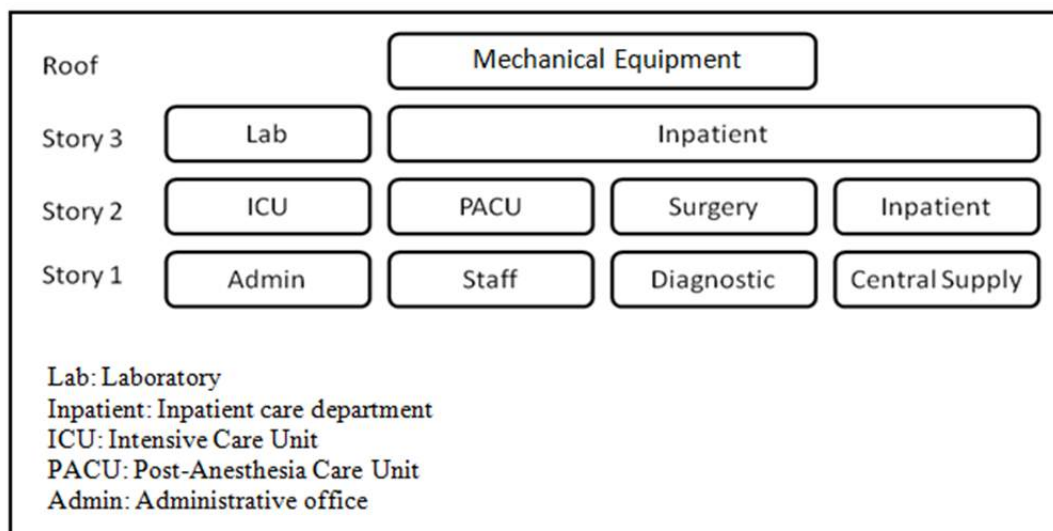 Roof Mechanical Equipment
Story 3 Lab Inpatient
Story 2 ICU PACU Surgery Inpatient
Story 1 Admin Staff Diagnostic Central Supply
Lab: Laboratory
Inpatient: Inpatient care department
ICU: Intensive Care Unit
PACU: Post-Anesthesia Care Unit
Admin: Administrative office